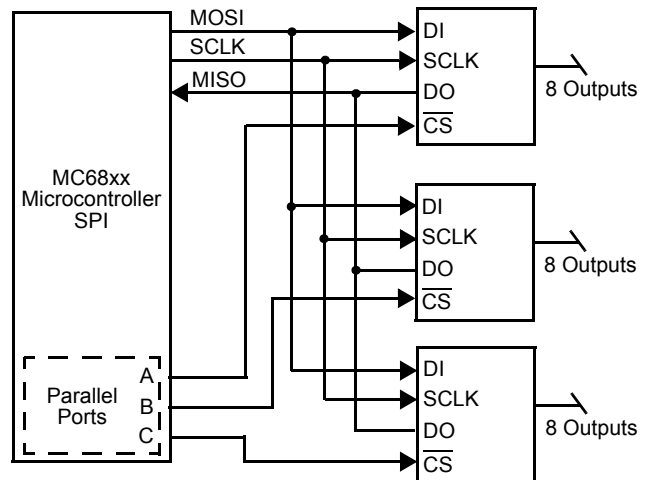 MOSI
SCLK
MISO
MC68xx
Microcontroller
SPI
Parallel
Ports
A
B
C
DI
SCLK
DO
CS
8 Outputs
DI
SCLK
DO
CS
8 Outputs
DI
SCLK
DO
CS
8 Outputs